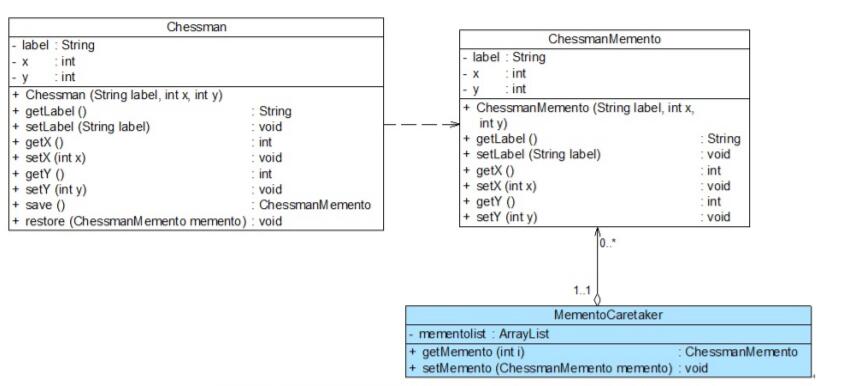 Chessman
- label : String
- x : int
- y : int
+ Chessman (String label, int x, int y)
+ getLabel () : String
+ setLabel (String label) : void
+ getX () : int
+ setX (int x) : void
+ getY () : int
+ setY (int y) : void
+ save () : ChessmanMemento
+ restore (ChessmanMemento memento) : void
ChessmanMemento
- label : String
- x : int
- y : int
+ ChessmanMemento (String label, int x,
int y)
+ getLabel () : String
+ setLabel (String label) : void
+ getX () : int
+ setX (int x) : void
+ getY () : int
+ setY (int y) : void
0..*
1..1
MementoCaretaker
- mementolist : ArrayList
+ getMemento (int i) : ChessmanMemento
+ setMemento (ChessmanMemento memento) : void